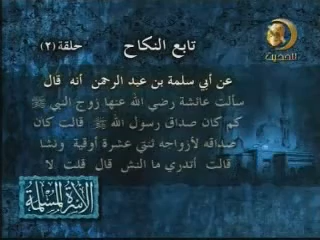 تابع النكاح
حلقة (٢)
عن أبي سلمة بن عبد الرحمن أنه قال
سألت عائشة رضي الله عنها زوج النبي ﷺ
كم كان صداق رسول الله ﷺ قالت كان
صداقه لأزواجه ثنتي عشرة أوقية ونشا
قالت أتدري ما النش قال قلت لا
الأسرة المسلمة